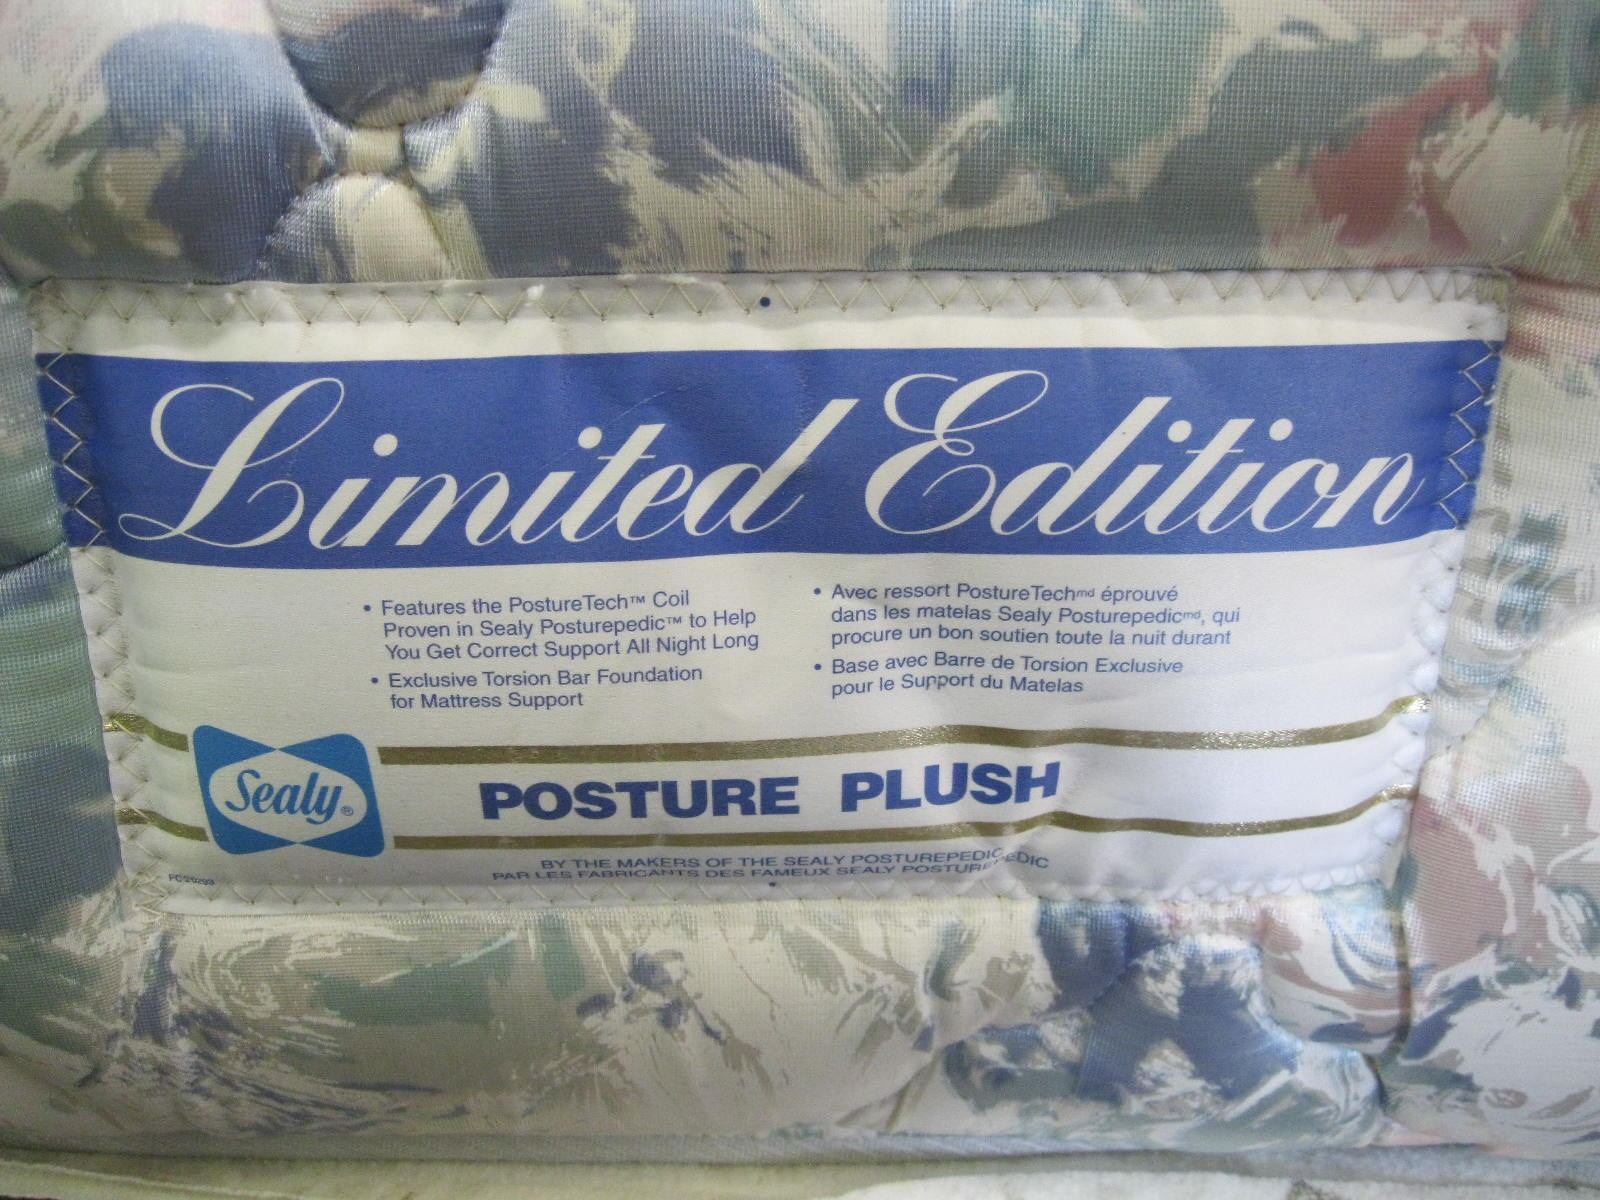 Limited Edition
• Features the PostureTech™ Coil
Proven in Sealy Posturepedic™ to Help
You Get Correct Support All Night Long
• Exclusive Torsion Bar Foundation
for Mattress Support
• Avec ressort PostureTechmd éprouvé
dans les matelas Sealy Posturepedicmd, qui
procure un bon soutien toute la nuit durant
• Base avec Barre de Torsion Exclusive
pour le Support du Matelas
Sealy®
POSTURE PLUSH
BY THE MAKERS OF THE SEALY POSTUREPEDIC
PAR LES FABRICANTS DES FAMEUX SEALY POSTUREPEDIC